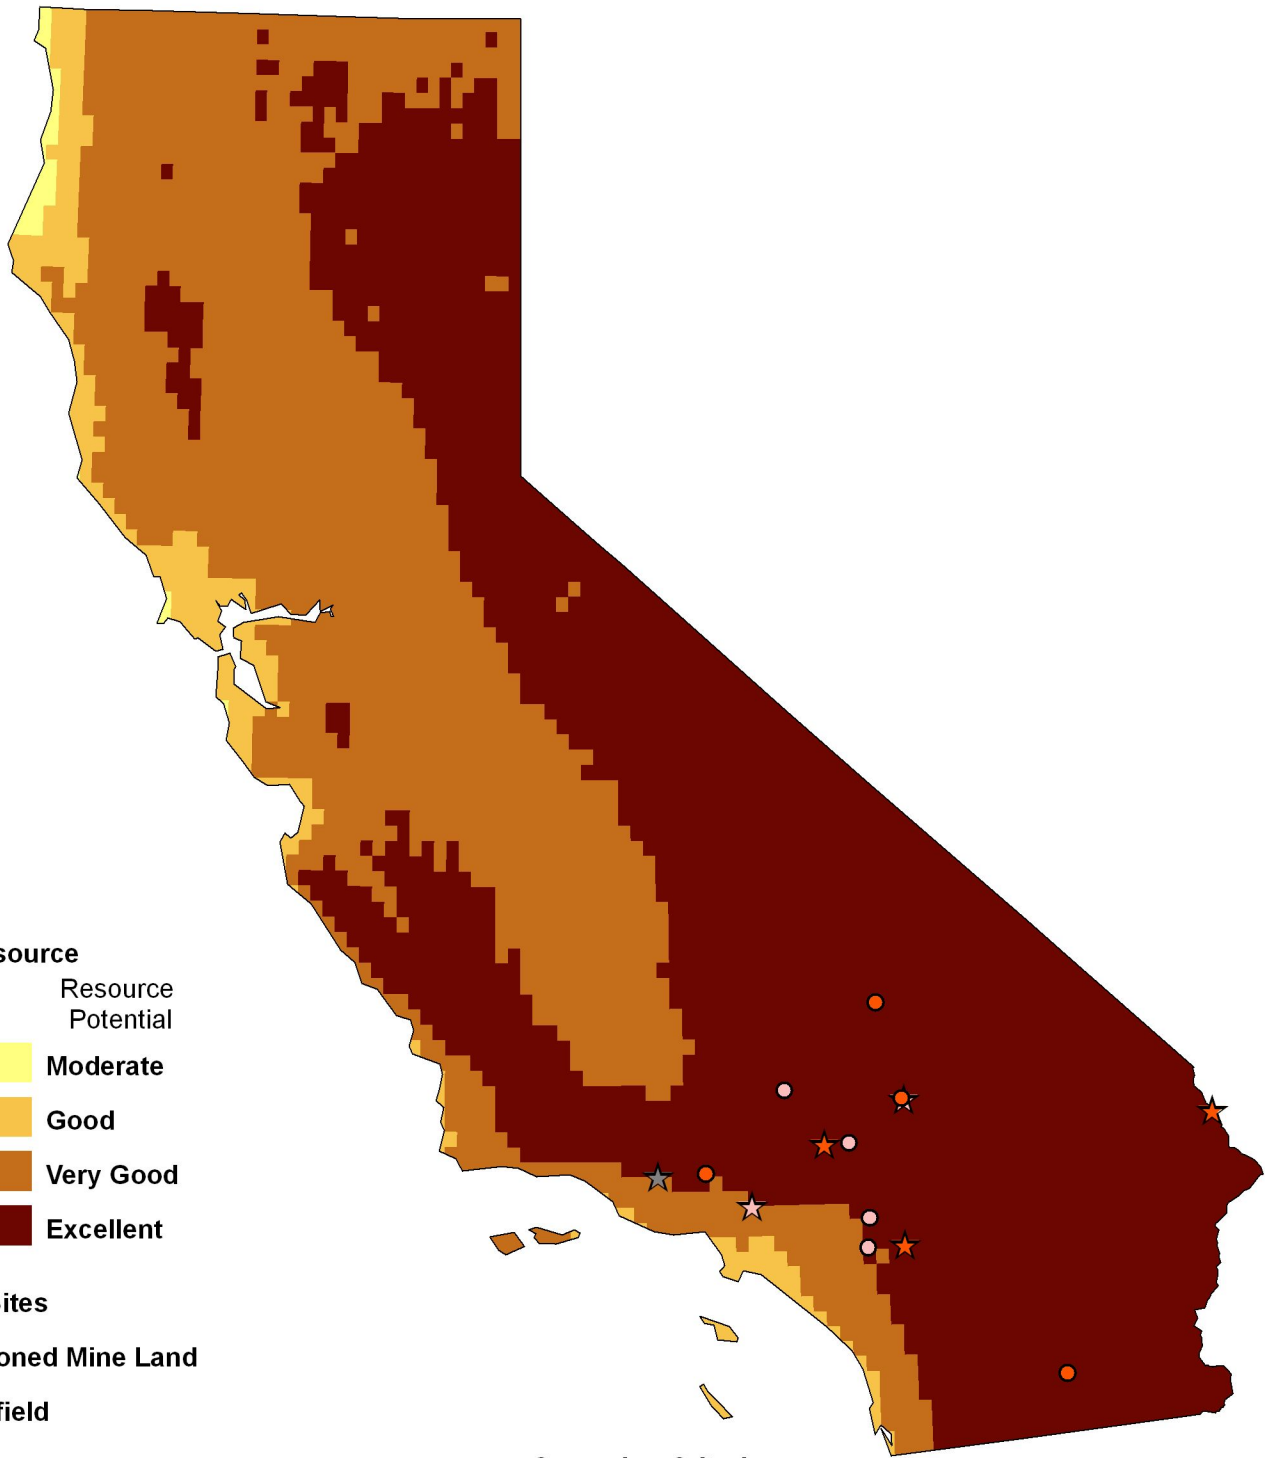 source
Resource
Potential
Moderate
Good
Very Good
Excellent
ites
oned Mine Land
field